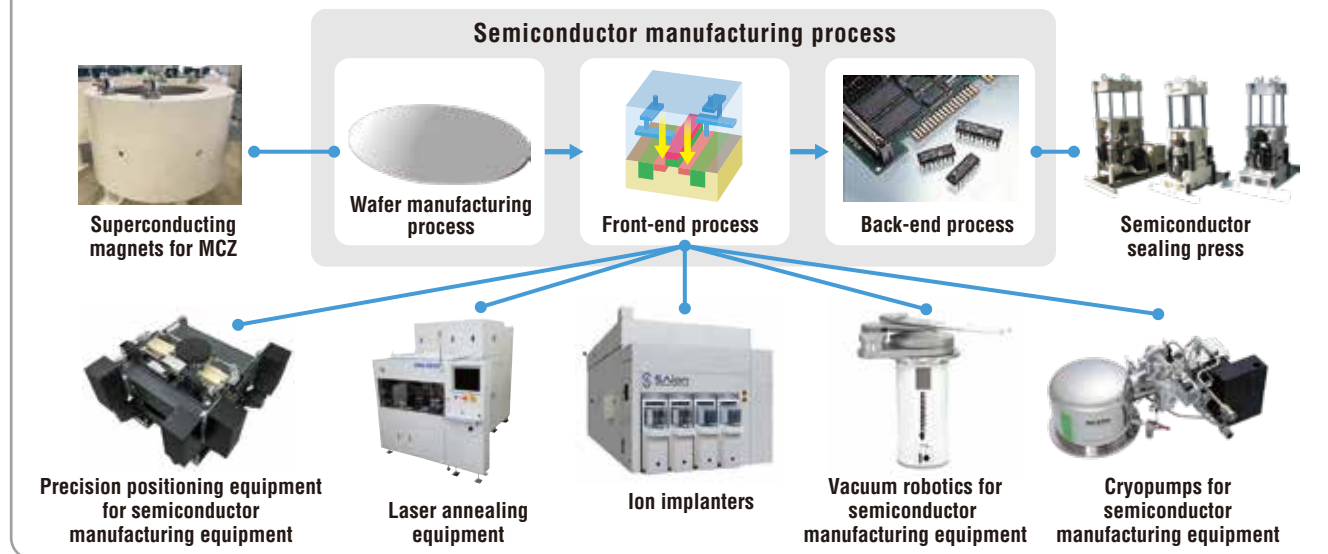 Semiconductor manufacturing process
Superconducting
magnets for MCZ
Wafer manufacturing
process
Front-end process
Back-end process
Semiconductor
sealing press
Precision positioning equipment
for semiconductor
manufacturing equipment
Laser annealing
equipment
Ion implanters
Vacuum robotics for
semiconductor
manufacturing equipment
Cryopumps for
semiconductor
manufacturing equipment